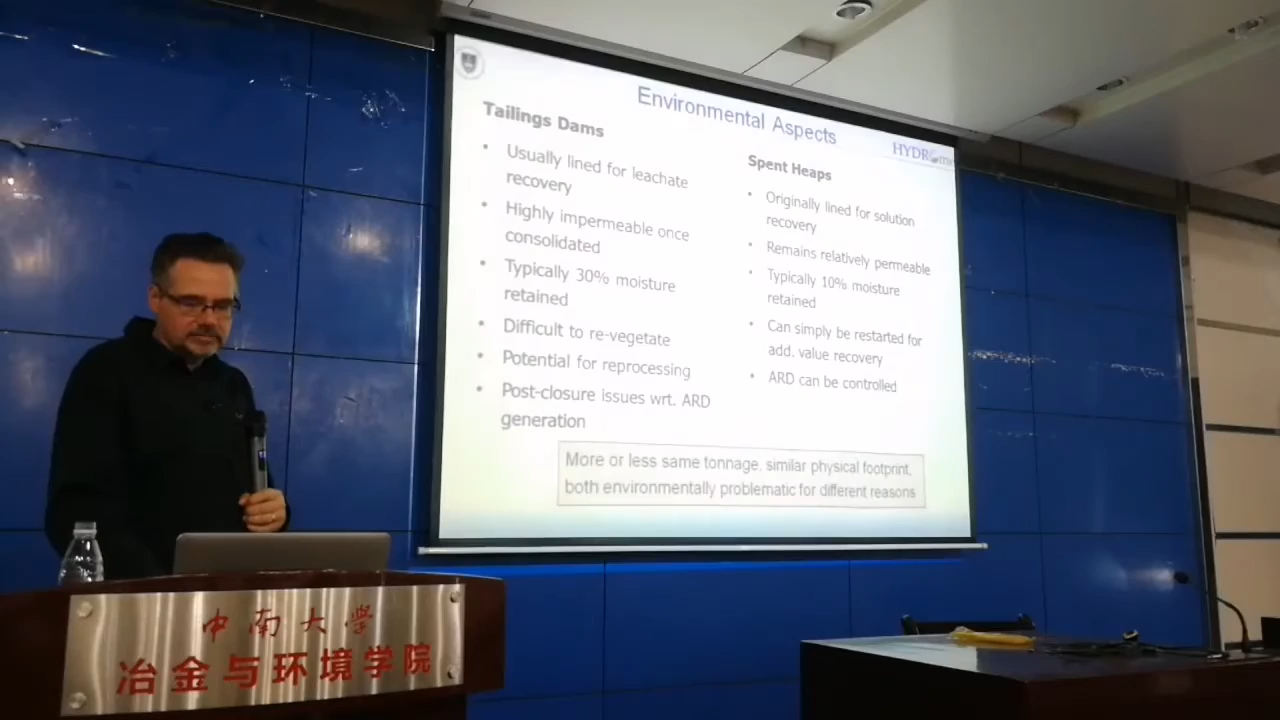 Environmental Aspects
HYDR
Tailings Dams
• Usually lined for leachate
recovery
• Highly impermeable once
consolidated
• Typically 30% moisture
retained
• Difficult to re-vegetate
• Potential for reprocessing
• Post-closure issues wrt. ARD
generation
Spent Heaps
• Originally lined for solution
recovery
• Remains relatively permeable
• Typically 10% moisture
retained
• Can simply be restarted for
add. value recovery
• ARD can be controlled
More or less same tonnage, similar physical footprint,
both environmentally problematic for different reasons
中南大学
冶金与环境学院